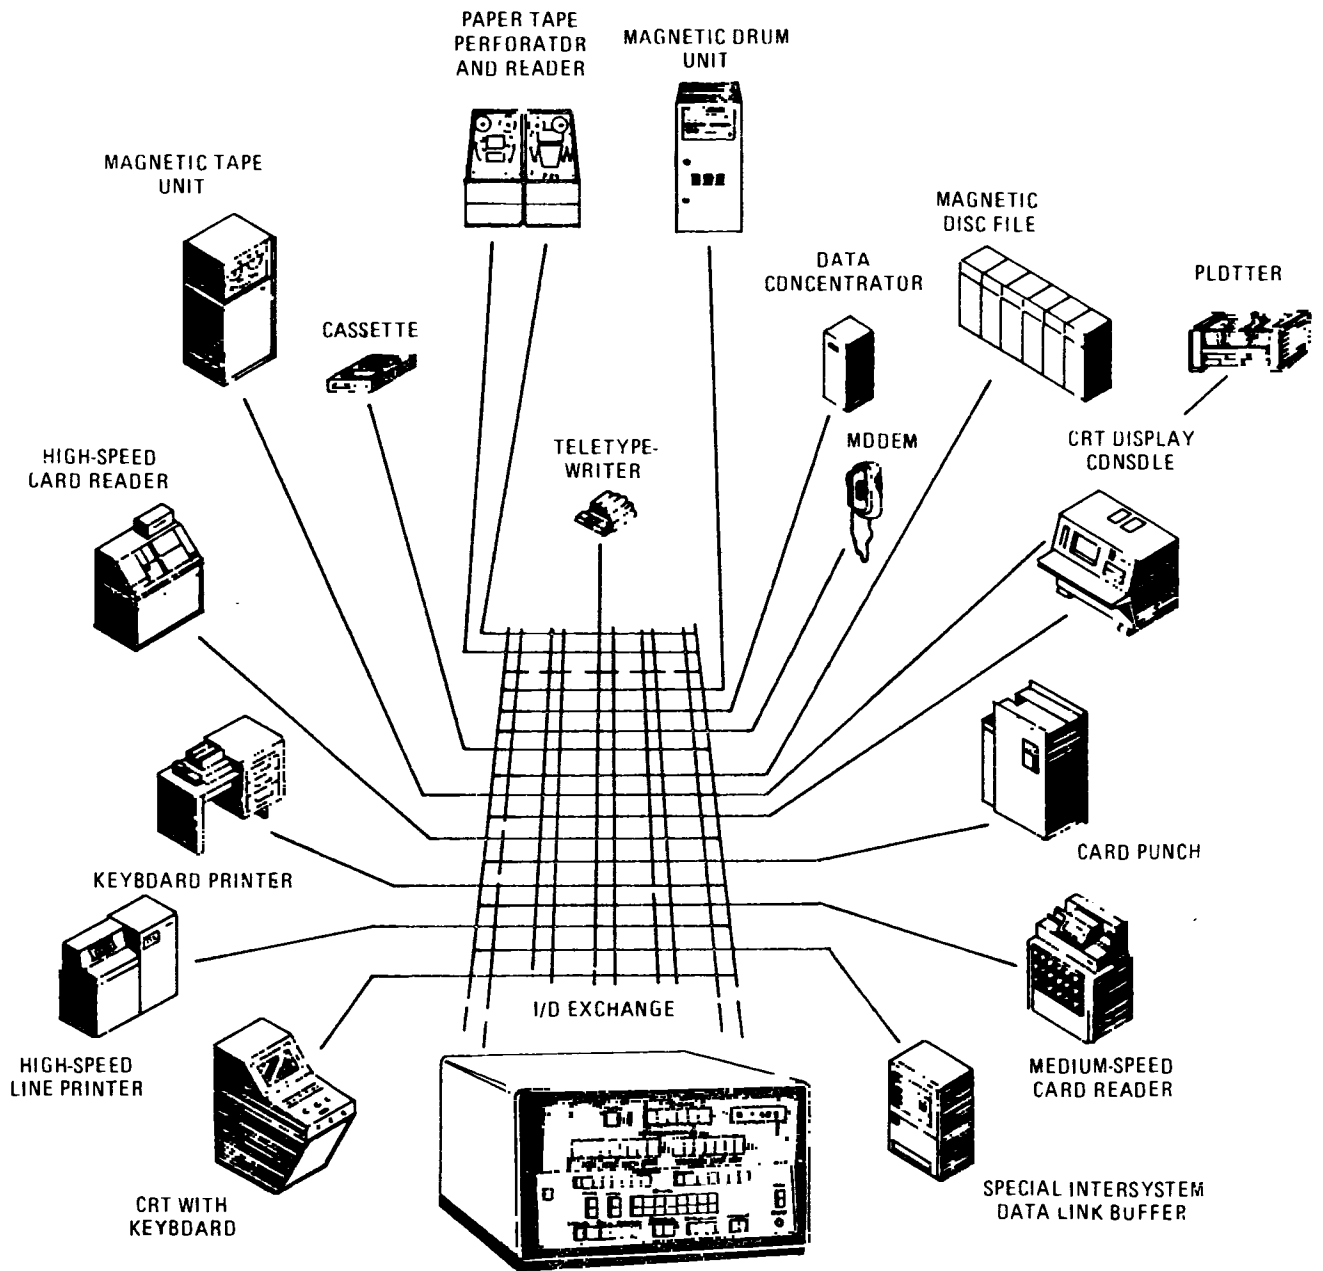 PAPER TAPE
PERFORATOR
AND READER
MAGNETIC DRUM
UNIT
MAGNETIC TAPE
UNIT
MAGNETIC
DISC FILE
DATA
CONCENTRATOR
PLOTTER
CASSETTE
TELETYPE-
WRITER
MODEM
CRT DISPLAY
CONSOLE
HIGH-SPEED
CARD READER
CARD PUNCH
KEYBOARD PRINTER
I/O EXCHANGE
HIGH-SPEED
LINE PRINTER
MEDIUM-SPEED
CARD READER
CRT WITH
KEYBOARD
SPECIAL INTERSYSTEM
DATA LINK BUFFER